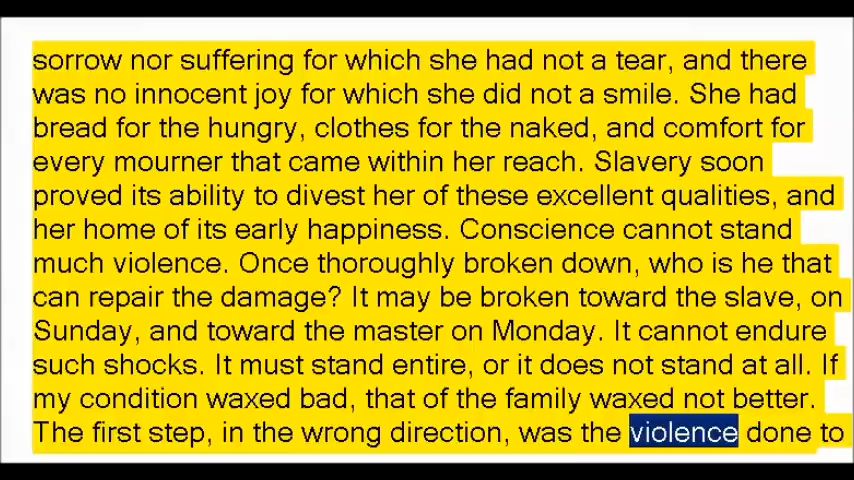 sorrow nor suffering for which she had not a tear, and there
was no innocent joy for which she did not a smile. She had
bread for the hungry, clothes for the naked, and comfort for
every mourner that came within her reach. Slavery soon
proved its ability to divest her of these excellent qualities, and
her home of its early happiness. Conscience cannot stand
much violence. Once thoroughly broken down, who is he that
can repair the damage? It may be broken toward the slave, on
Sunday, and toward the master on Monday. It cannot endure
such shocks. It must stand entire, or it does not stand at all. If
my condition waxed bad, that of the family waxed not better.
The first step, in the wrong direction, was the violence done to